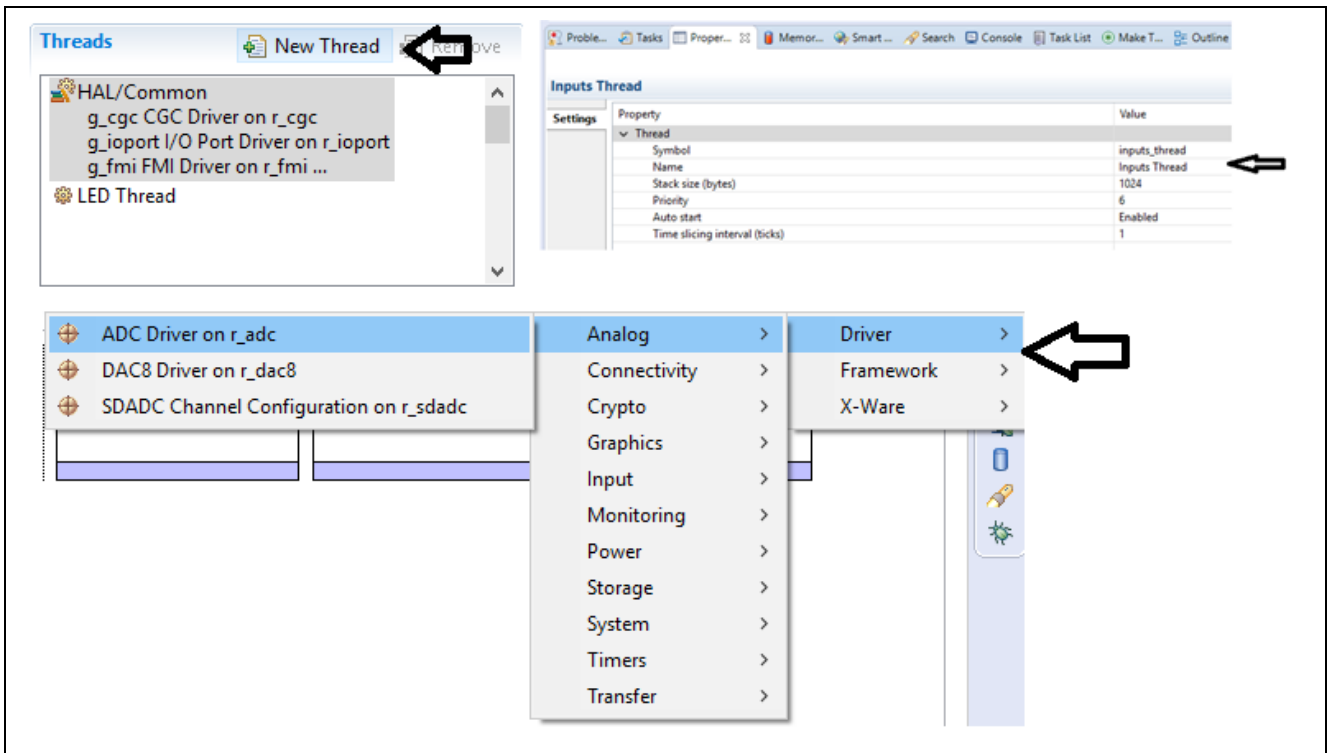 Threads
New Thread
Remove
HAL/Common
g_cgc CGC Driver on r_cgc
g_ioport I/O Port Driver on r_ioport
g_fmi FMI Driver on r_fmi ...
LED Thread
Proble... Tasks Proper... Memor... Smart ... Search Console Task List Make T... Outline
Inputs Thread
Settings
Property Value
Thread
Symbol inputs_thread
Name Inputs Thread
Stack size (bytes) 1024
Priority 6
Auto start Enabled
Time slicing interval (ticks) 1
ADC Driver on r_adc
DAC8 Driver on r_dac8
SDADC Channel Configuration on r_sdadc
Analog
Connectivity
Crypto
Graphics
Input
Monitoring
Power
Storage
System
Timers
Transfer
Driver
Framework
X-Ware